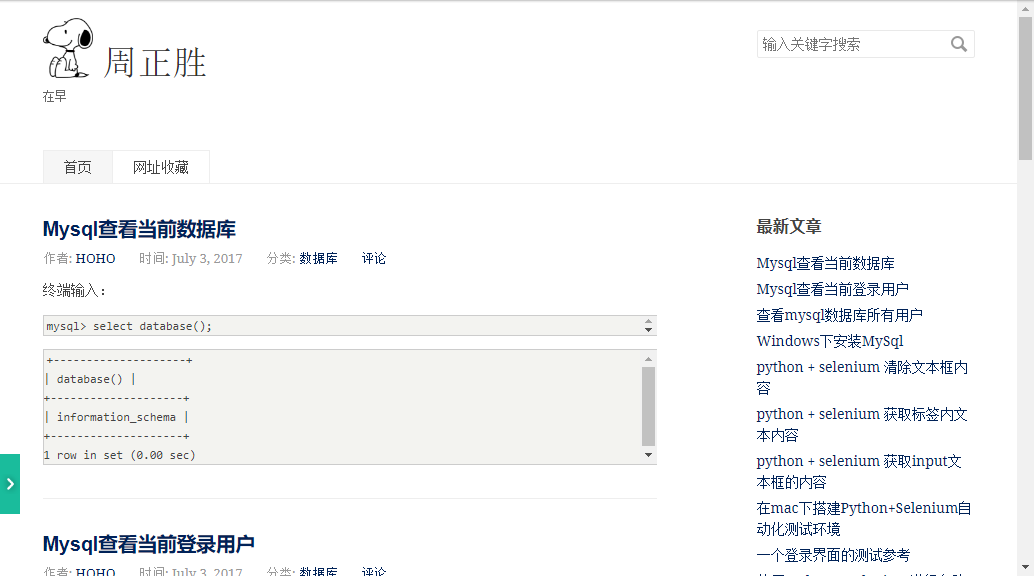 周正胜
输入关键字搜索
在早
首页 网址收藏
Mysql查看当前数据库
作者: HOHO 时间: July 3, 2017 分类: 数据库 评论
终端输入：
mysql> select database();
+--------------------+
| database() |
+--------------------+
| information_schema |
+--------------------+
1 row in set (0.00 sec)
Mysql查看当前登录用户
作者: HOHO 时间: July 3, 2017 分类: 数据库 评论
最新文章
Mysql查看当前数据库
Mysql查看当前登录用户
查看mysql数据库所有用户
Windows下安装MySql
python + selenium 清除文本框内
容
python + selenium 获取标签内文
本内容
python + selenium 获取input文
本框的内容
在mac下搭建Python+Selenium自
动化测试环境
一个登录界面的测试参考